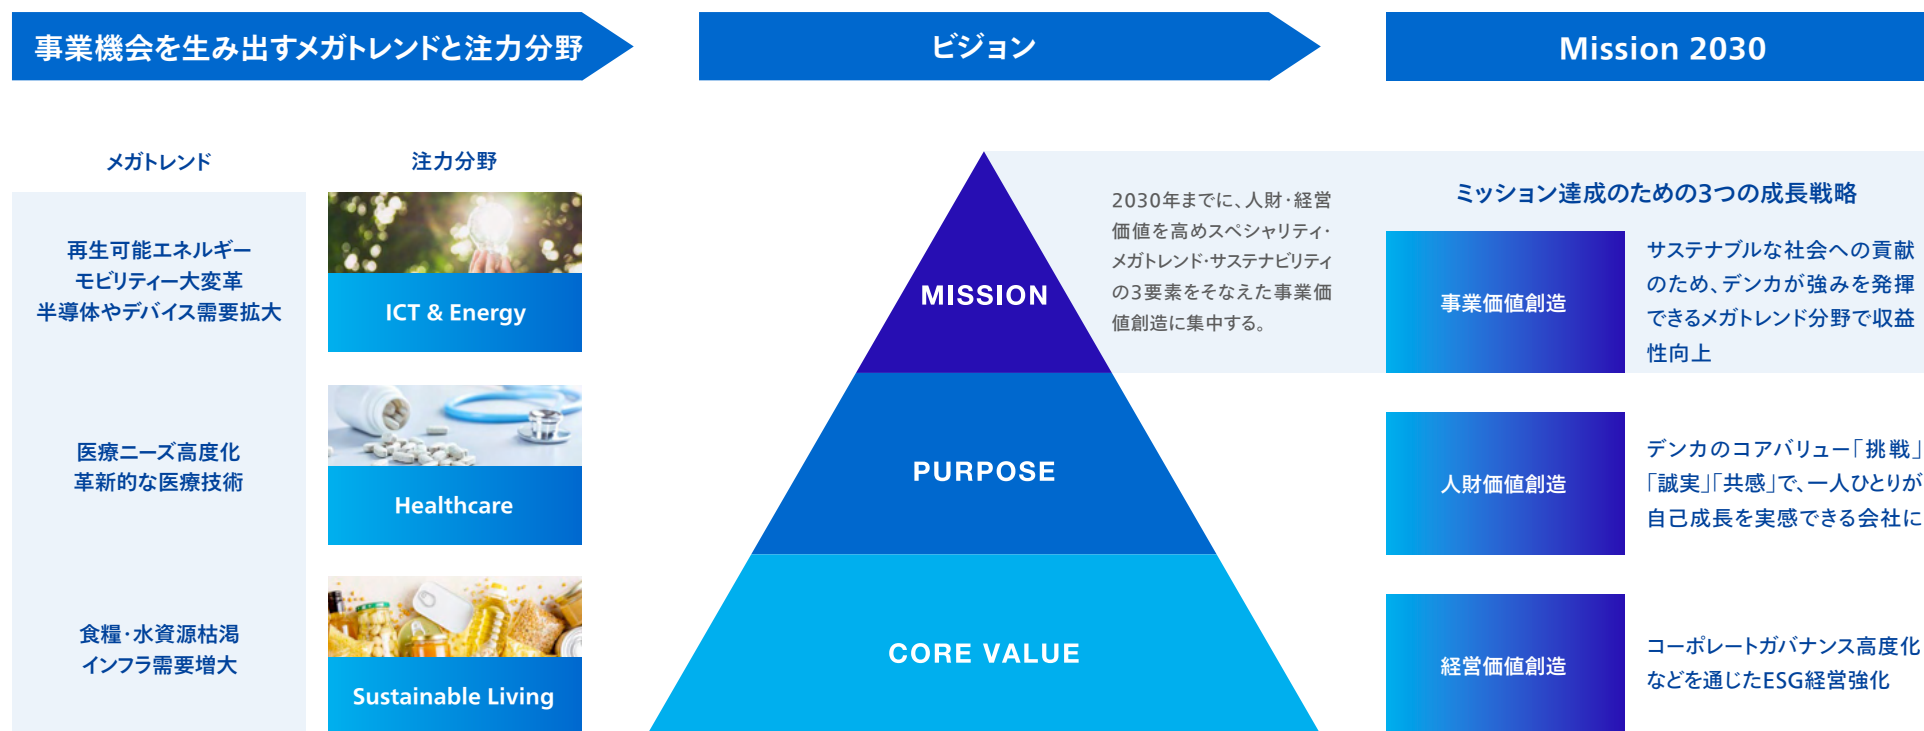 事業機会を生み出すメガトレンドと注力分野
ビジョン
Mission 2030
メガトレンド
注力分野
再生可能エネルギー
モビリティー大変革
半導体やデバイス需要拡大
ICT & Energy
医療ニーズ高度化
革新的な医療技術
Healthcare
食糧・水資源枯渇
インフラ需要増大
Sustainable Living
MISSION
2030年までに、人財・経営
価値を高めスペシャリティ・
メガトレンド・サステナビリティ
の3要素をそなえた事業価
値創造に集中する。
PURPOSE
CORE VALUE
ミッション達成のための3つの成長戦略
事業価値創造
サステナブルな社会への貢献
のため、デンカが強みを発揮
できるメガトレンド分野で収益
性向上
人財価値創造
デンカのコアバリュー「挑戦」
「誠実」「共感」で、一人ひとりが
自己成長を実感できる会社に
経営価値創造
コーポレートガバナンス高度化
などを通じたESG経営強化